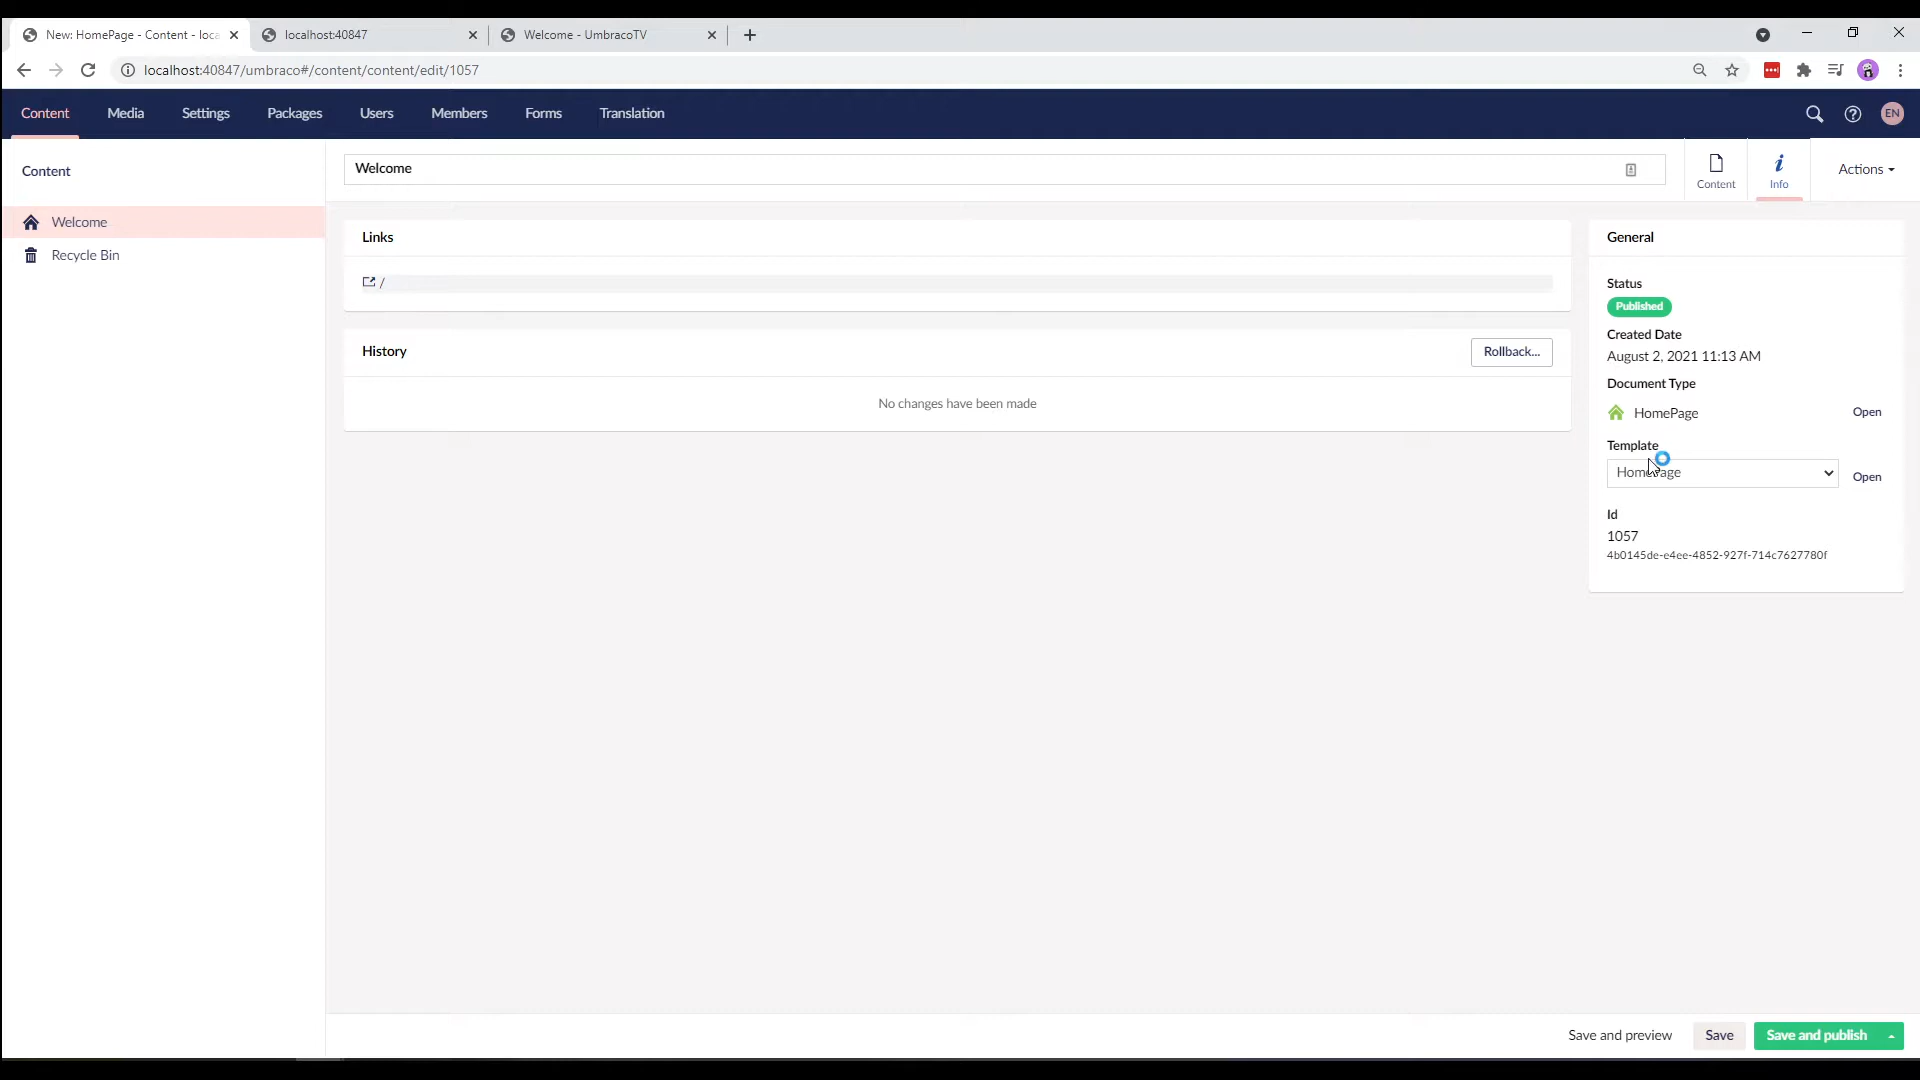 New: HomePage - Content - loca
localhost:40847
Welcome - UmbracoTV
localhost:40847/umbraco#/content/content/edit/1057
Content Media Settings Packages Users Members Forms Translation
EN
Content
Welcome
Recycle Bin
Welcome
Content
Info
Actions
Links
/
History
Rollback...
No changes have been made
General
Status
Published
Created Date
August 2, 2021 11:13 AM
Document Type
HomePage
Open
Template
HomePage
Open
Id
1057
4b0145de-e4ee-4852-927f-714c7627780f
Save and preview
Save
Save and publish